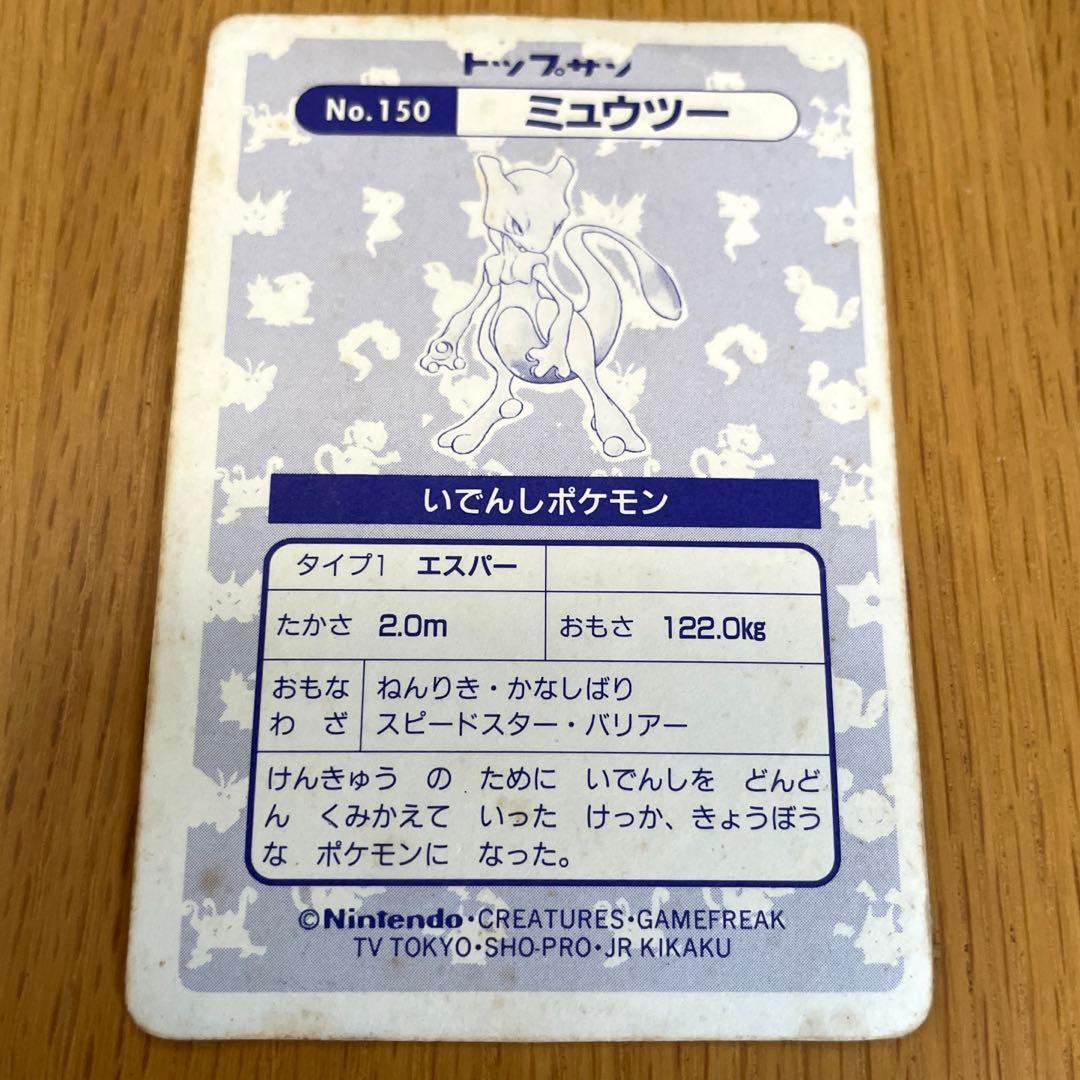 トップサン
No.150 ミュウツー
いでんしポケモン
タイプ1 エスパー
たかさ 2.0m おもさ 122.0kg
おもな ねんりき・かなしばり
わ ざ スピードスター・バリアー
けんきゅう の ために いでんしを どんど
ん くみかえて いった けっか、きょうぼう
な ポケモンに なった。
©Nintendo・CREATURES・GAMEFREAK
TV TOKYO・SHO-PRO・JR KIKAKU